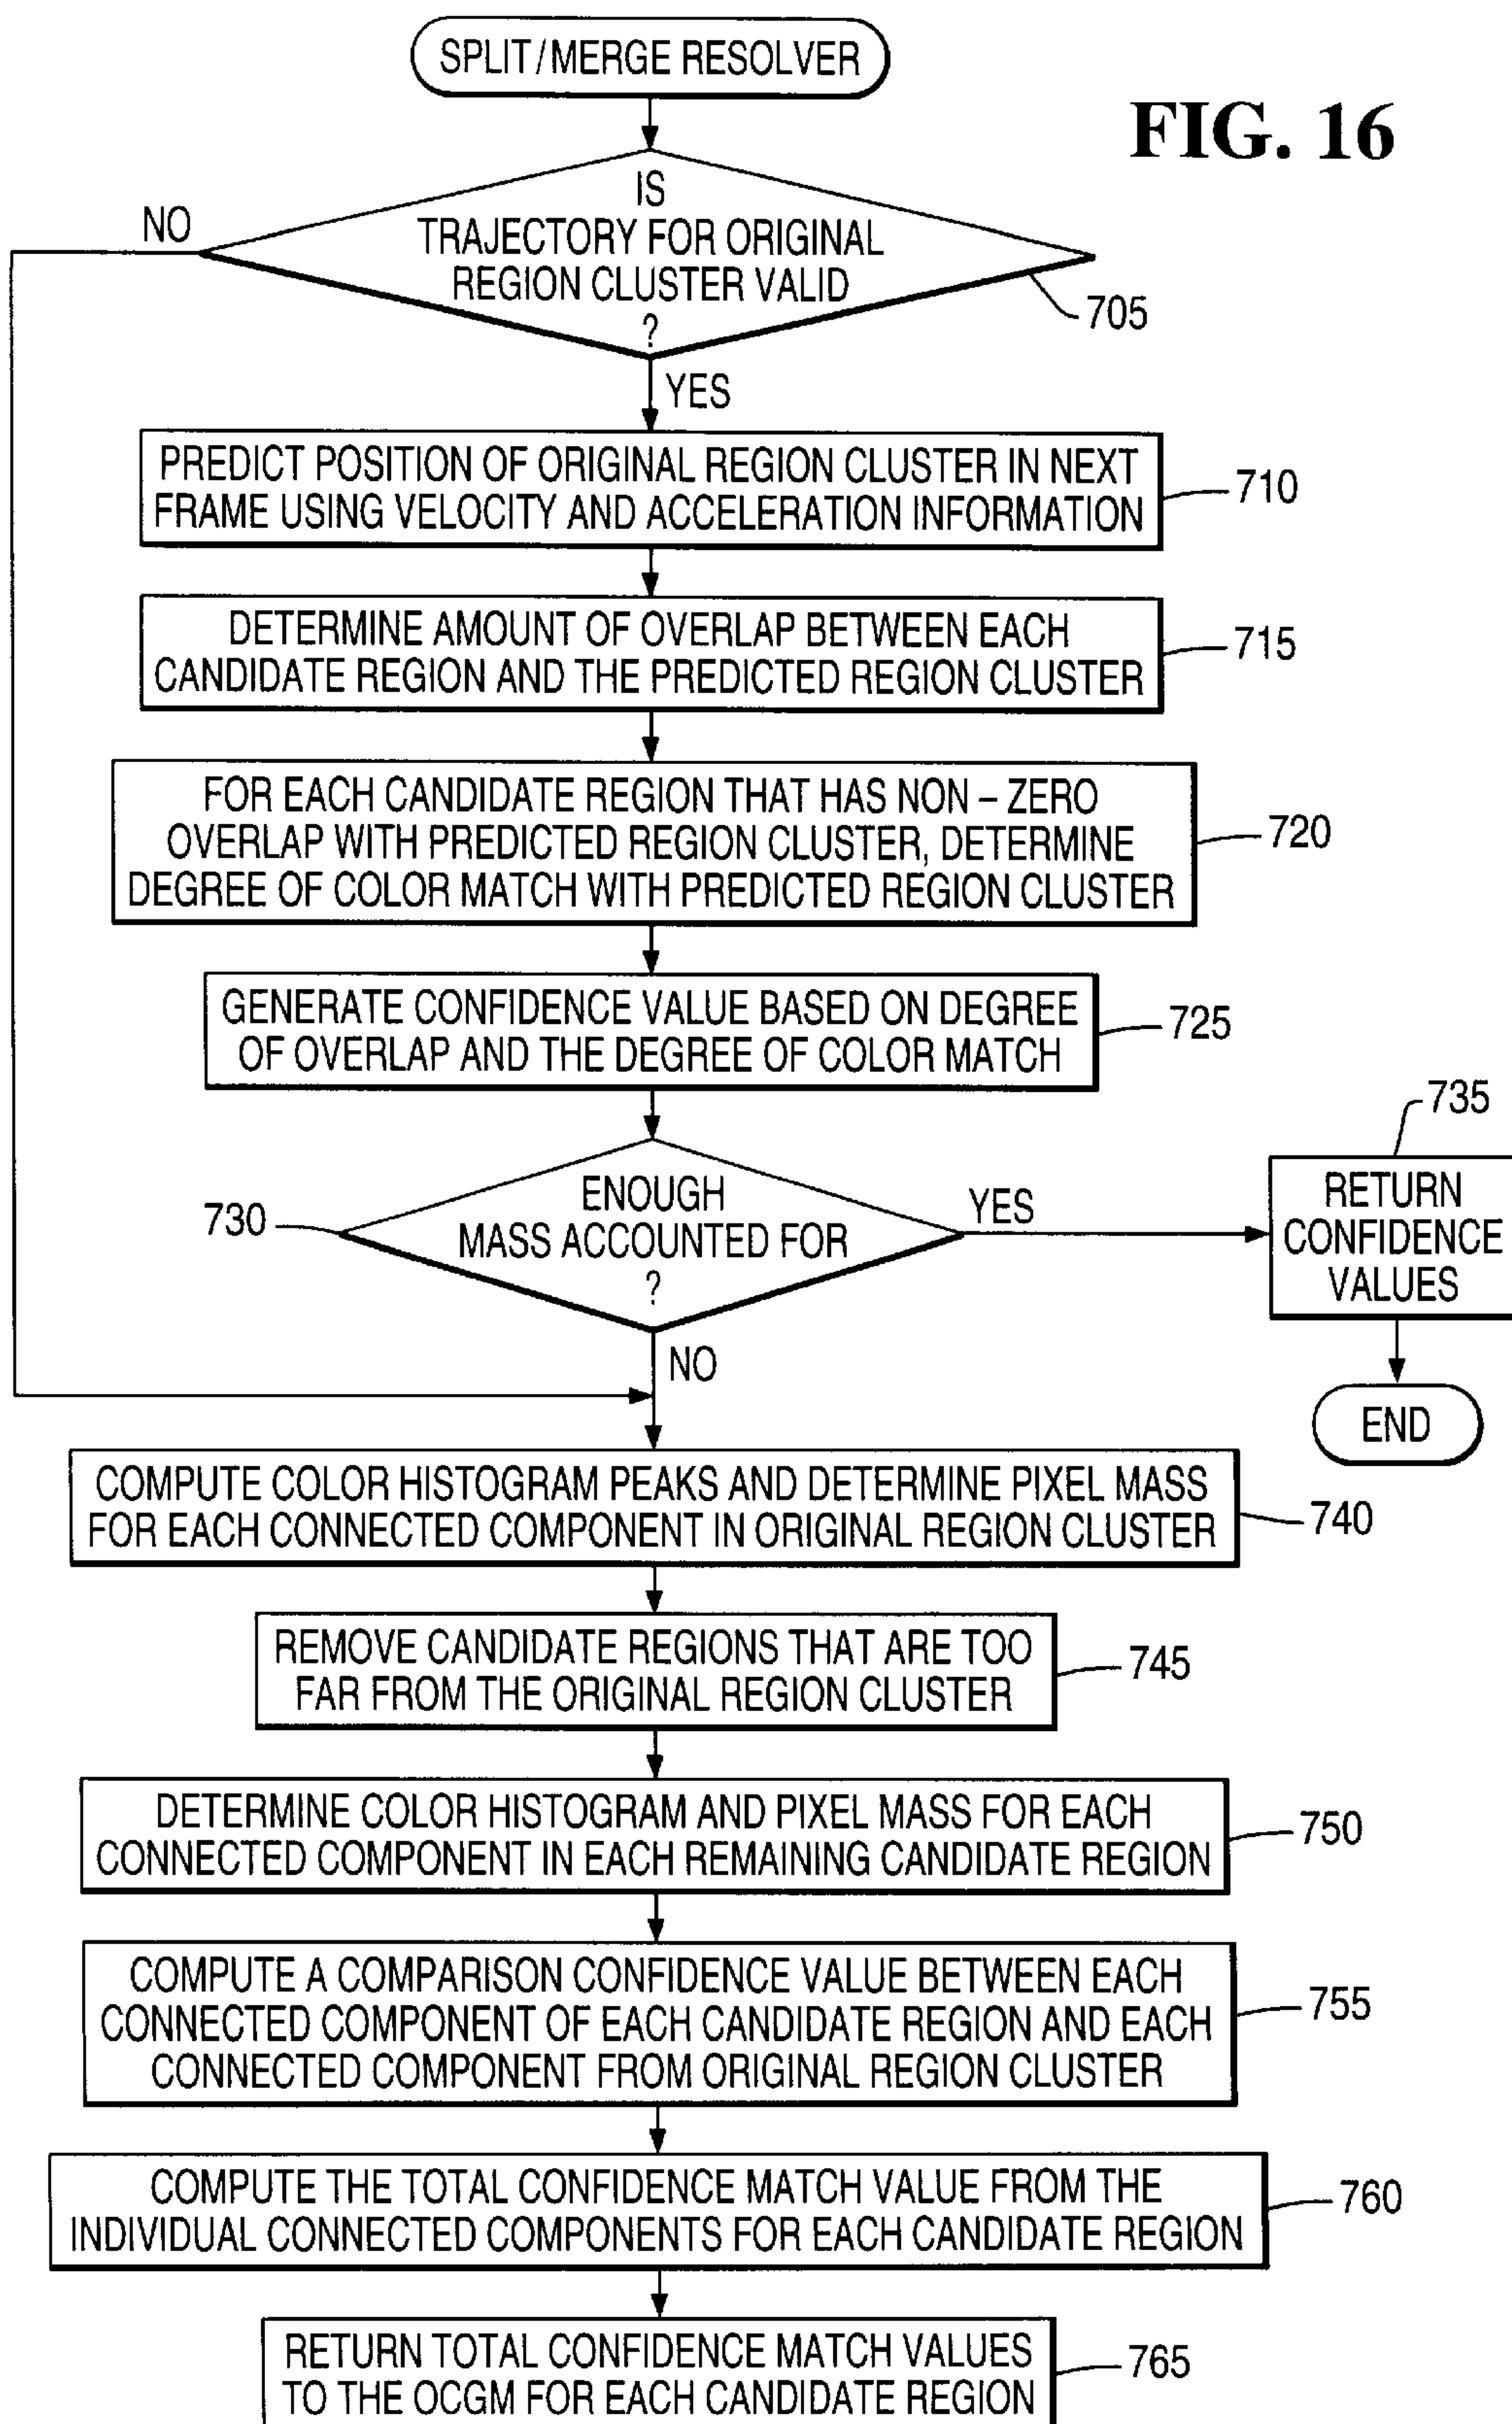 SPLIT/MERGE RESOLVER
FIG. 16
IS
TRAJECTORY FOR ORIGINAL
REGION CLUSTER VALID
?
NO
705
YES
PREDICT POSITION OF ORIGINAL REGION CLUSTER IN NEXT
FRAME USING VELOCITY AND ACCELERATION INFORMATION
710
DETERMINE AMOUNT OF OVERLAP BETWEEN EACH
CANDIDATE REGION AND THE PREDICTED REGION CLUSTER
715
FOR EACH CANDIDATE REGION THAT HAS NON – ZERO
OVERLAP WITH PREDICTED REGION CLUSTER, DETERMINE
DEGREE OF COLOR MATCH WITH PREDICTED REGION CLUSTER
720
GENERATE CONFIDENCE VALUE BASED ON DEGREE
OF OVERLAP AND THE DEGREE OF COLOR MATCH
725
ENOUGH
MASS ACCOUNTED FOR
?
730
YES
735
RETURN
CONFIDENCE
VALUES
END
NO
COMPUTE COLOR HISTOGRAM PEAKS AND DETERMINE PIXEL MASS
FOR EACH CONNECTED COMPONENT IN ORIGINAL REGION CLUSTER
740
REMOVE CANDIDATE REGIONS THAT ARE TOO
FAR FROM THE ORIGINAL REGION CLUSTER
745
DETERMINE COLOR HISTOGRAM AND PIXEL MASS FOR EACH
CONNECTED COMPONENT IN EACH REMAINING CANDIDATE REGION
750
COMPUTE A COMPARISON CONFIDENCE VALUE BETWEEN EACH
CONNECTED COMPONENT OF EACH CANDIDATE REGION AND EACH
CONNECTED COMPONENT FROM ORIGINAL REGION CLUSTER
755
COMPUTE THE TOTAL CONFIDENCE MATCH VALUE FROM THE
INDIVIDUAL CONNECTED COMPONENTS FOR EACH CANDIDATE REGION
760
RETURN TOTAL CONFIDENCE MATCH VALUES
TO THE OCGM FOR EACH CANDIDATE REGION
765